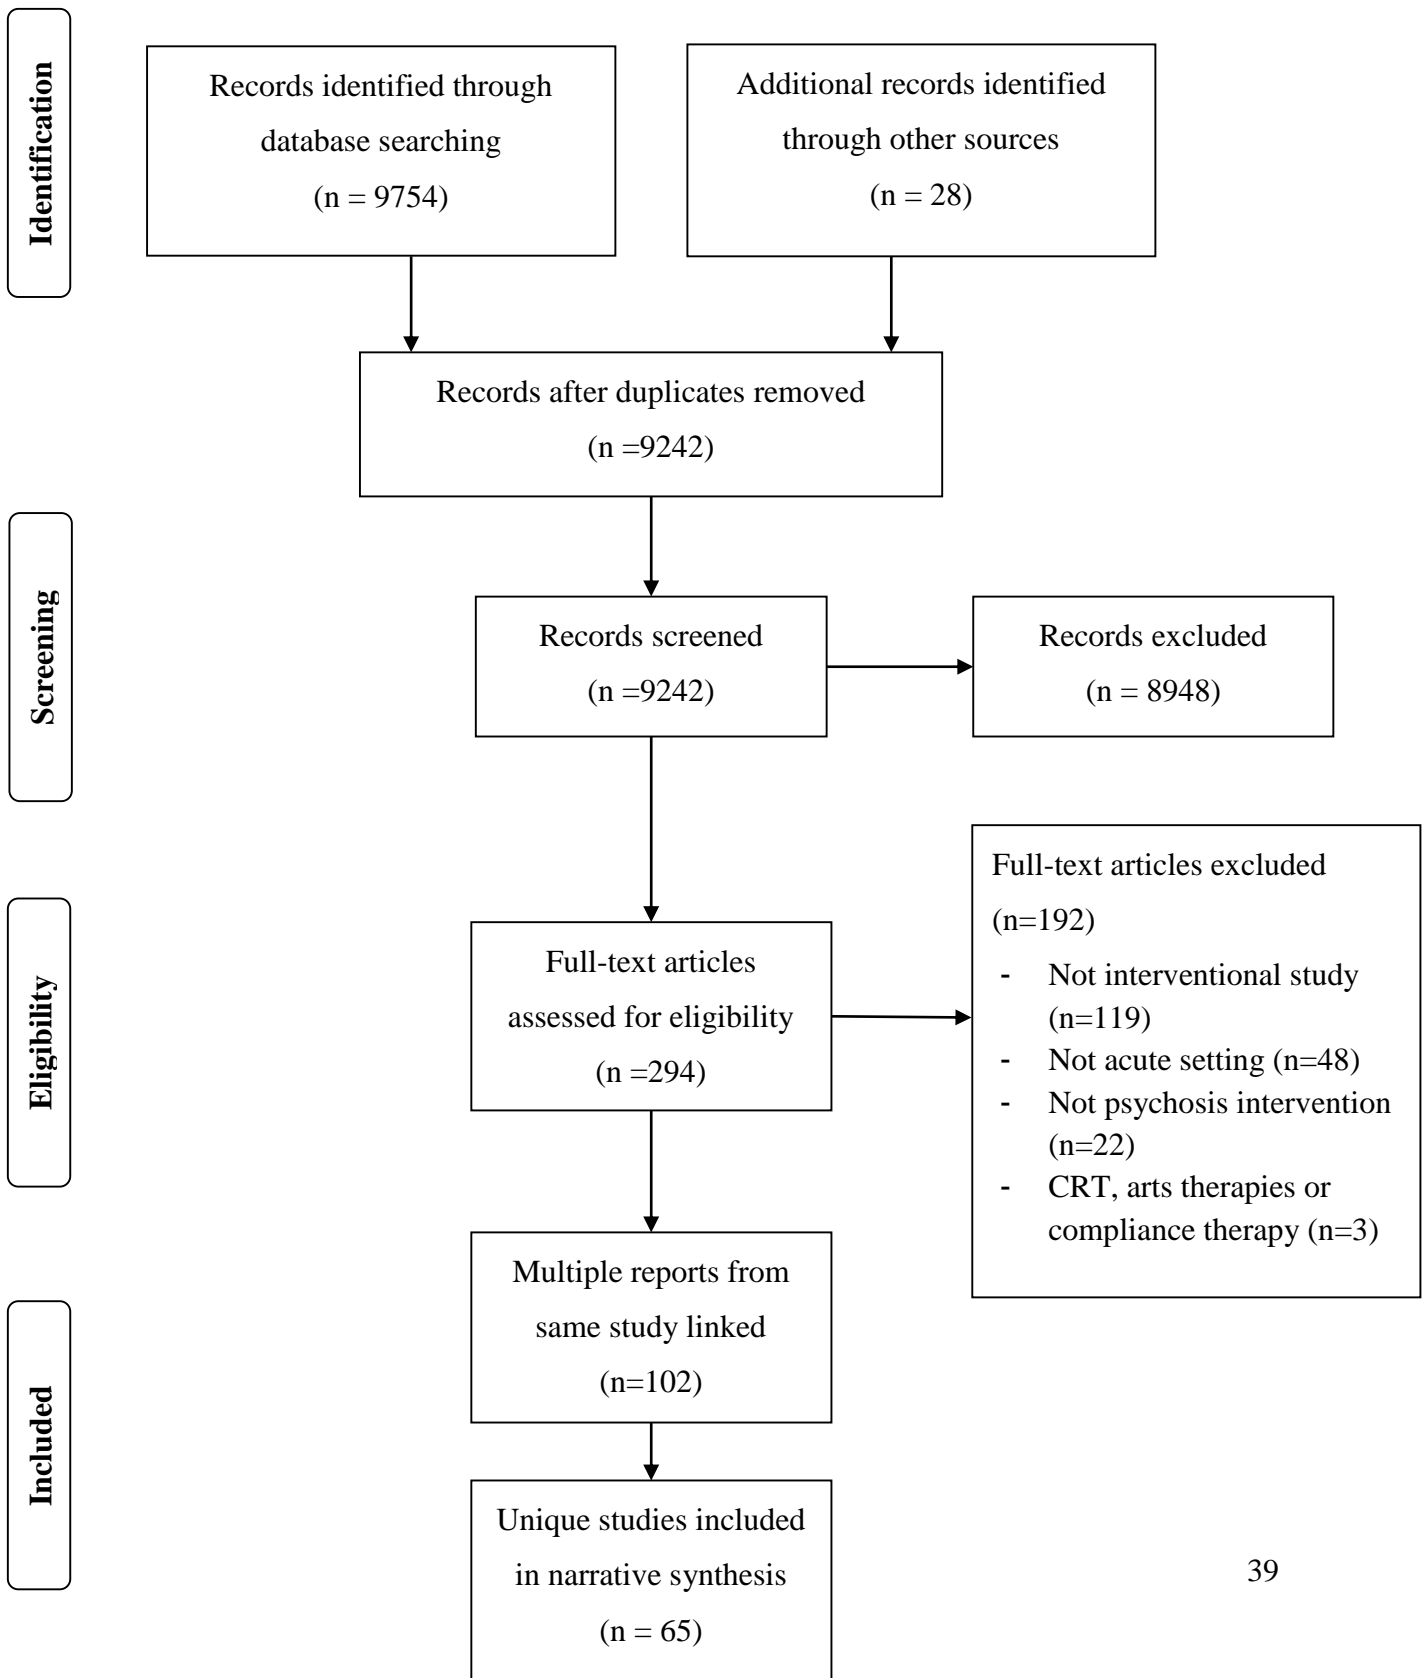 Identification
Records identified through
database searching
(n = 9754)
Additional records identified
through other sources
(n = 28)
Records after duplicates removed
(n =9242)
Screening
Records screened
(n =9242)
Records excluded
(n = 8948)
Eligibility
Full-text articles
assessed for eligibility
(n =294)
Full-text articles excluded
(n=192)
- Not interventional study
(n=119)
- Not acute setting (n=48)
- Not psychosis intervention
(n=22)
- CRT, arts therapies or
compliance therapy (n=3)
Included
Multiple reports from
same study linked
(n=102)
Unique studies included
in narrative synthesis
(n = 65)
39